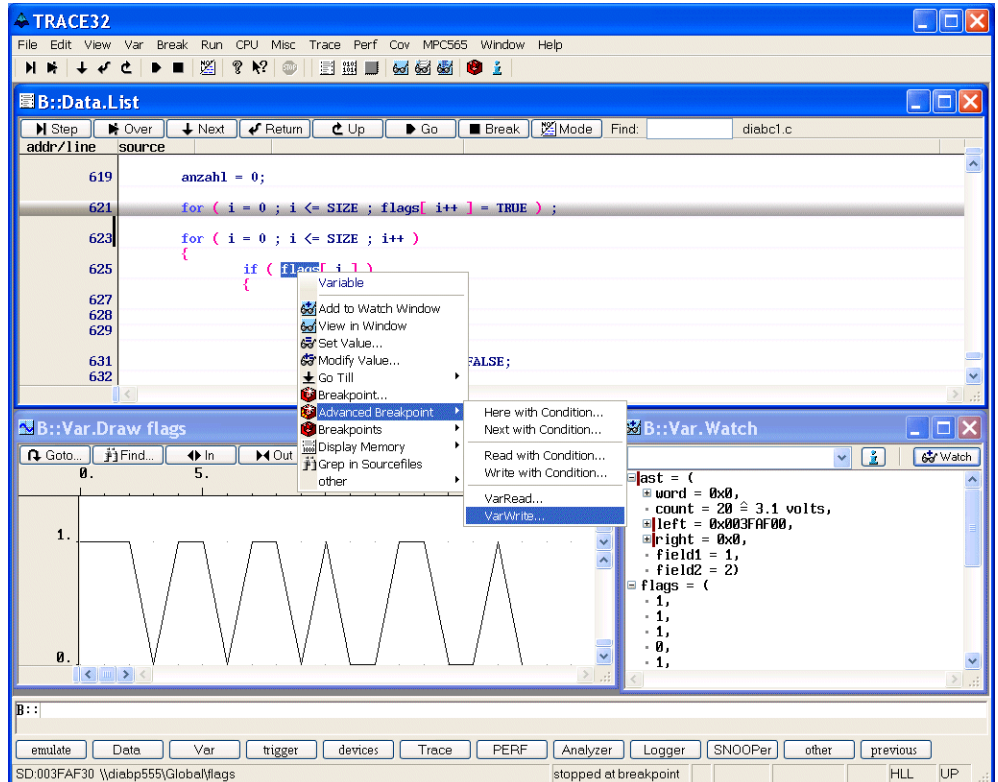 TRACE32
File Edit View Var Break Run CPU Misc Trace Perf Cov MPC565 Window Help
B::Data.List
Step Over Next Return Up Go Break Mode Find: diabc1.c
addr/line source
619 anzahl = 0;
621 for ( i = 0 ; i <= SIZE ; flags[ i++ ] = TRUE ) ;
623 for ( i = 0 ; i <= SIZE ; i++ )
{
625 if ( flags[ i ] )
{
627
628
629
631 FALSE;
632
Variable
Add to Watch Window
View in Window
Set Value...
Modify Value...
Go Till
Breakpoint...
Advanced Breakpoint
Breakpoints
Display Memory
Grep in Sourcefiles
other
Here with Condition...
Next with Condition...
Read with Condition...
Write with Condition...
VarRead...
VarWrite...
B::Var.Draw flags
Goto... Find... In Out
0. 5.
1.
0.
B::Var.Watch
Watch
ast = (
word = 0x0,
count = 20 ≙ 3.1 volts,
left = 0x003FAF00,
right = 0x0,
field1 = 1,
field2 = 2)
flags = (
1,
1,
1,
0,
1,
B::
emulate Data Var trigger devices Trace PERF Analyzer Logger SNOOPer other previous
SD:003FAF30 \\diabp555\Global\flags stopped at breakpoint HLL UP